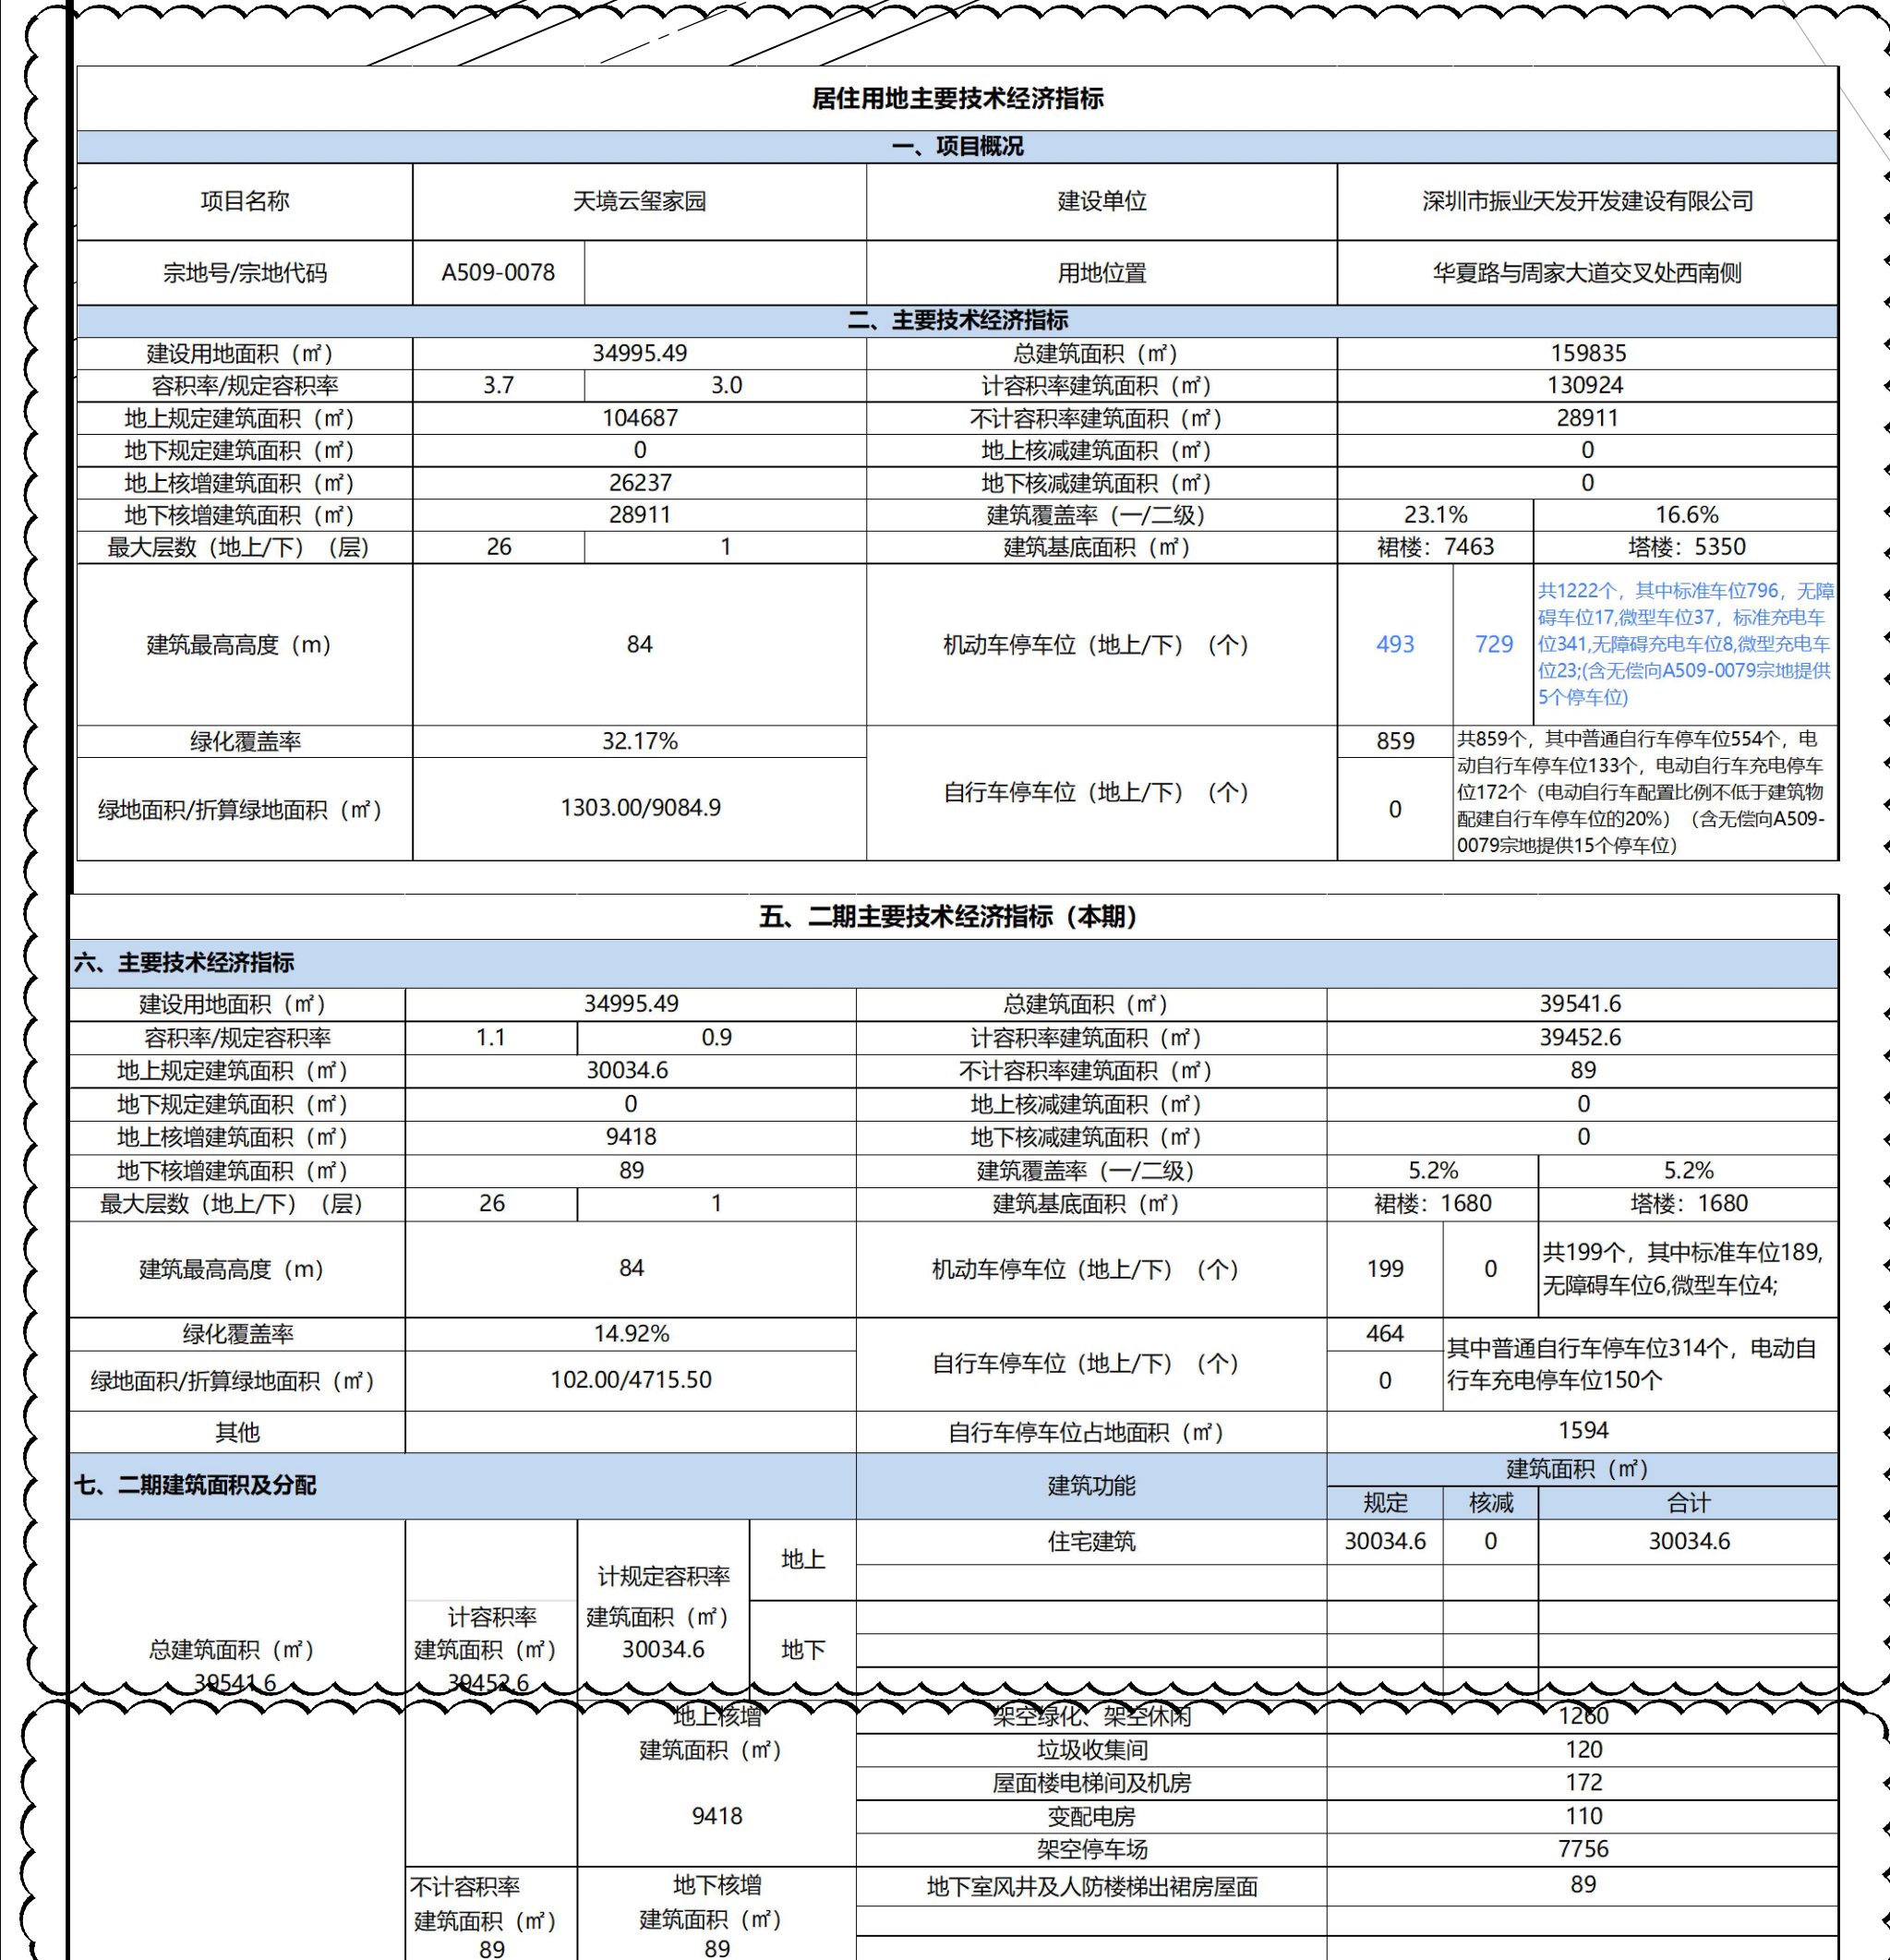 居住用地主要技术经济指标
一、项目概况
项目名称 天境云玺家园 建设单位 深圳市振业天发开发建设有限公司
宗地号/宗地代码 A509-0078 用地位置 华夏路与周家大道交叉处西南侧
二、主要技术经济指标
建设用地面积（㎡） 34995.49 总建筑面积（㎡） 159835
容积率/规定容积率 3.7 3.0 计容积率建筑面积（㎡） 130924
地上规定建筑面积（㎡） 104687 不计容积率建筑面积（㎡） 28911
地下规定建筑面积（㎡） 0 地上核减建筑面积（㎡） 0
地上核增建筑面积（㎡） 26237 地下核减建筑面积（㎡） 0
地下核增建筑面积（㎡） 28911 建筑覆盖率（一/二级） 23.1% 16.6%
最大层数（地上/下）（层） 26 1 建筑基底面积（㎡） 裙楼：7463 塔楼：5350
建筑最高高度（m） 84 机动车停车位（地上/下）（个） 493 729
共1222个，其中标准车位796，无障
碍车位17,微型车位37，标准充电车
位341,无障碍充电车位8,微型充电车
位23;(含无偿向A509-0079宗地提供
5个停车位)
绿化覆盖率 32.17% 自行车停车位（地上/下）（个） 859
绿地面积/折算绿地面积（㎡） 1303.00/9084.9 0
共859个，其中普通自行车停车位554个，电
动自行车停车位133个，电动自行车充电停车
位172个（电动自行车配置比例不低于建筑物
配建自行车停车位的20%）（含无偿向A509-
0079宗地提供15个停车位）
五、二期主要技术经济指标（本期）
六、主要技术经济指标
建设用地面积（㎡） 34995.49 总建筑面积（㎡） 39541.6
容积率/规定容积率 1.1 0.9 计容积率建筑面积（㎡） 39452.6
地上规定建筑面积（㎡） 30034.6 不计容积率建筑面积（㎡） 89
地下规定建筑面积（㎡） 0 地上核减建筑面积（㎡） 0
地上核增建筑面积（㎡） 9418 地下核减建筑面积（㎡） 0
地下核增建筑面积（㎡） 89 建筑覆盖率（一/二级） 5.2% 5.2%
最大层数（地上/下）（层） 26 1 建筑基底面积（㎡） 裙楼：1680 塔楼：1680
建筑最高高度（m） 84 机动车停车位（地上/下）（个） 199 0
共199个，其中标准车位189,
无障碍车位6,微型车位4;
绿化覆盖率 14.92% 自行车停车位（地上/下）（个） 464
绿地面积/折算绿地面积（㎡） 102.00/4715.50 0
其中普通自行车停车位314个，电动自
行车充电停车位150个
其他 自行车停车位占地面积（㎡） 1594
七、二期建筑面积及分配 建筑功能 建筑面积（㎡）
规定 核减 合计
住宅建筑 30034.6 0 30034.6
地上
计规定容积率
建筑面积（㎡）
30034.6
地下
计容积率
建筑面积（㎡）
39452.6
总建筑面积（㎡）
39541.6
地上核增
建筑面积（㎡）
9418
架空绿化、架空休闲 1260
垃圾收集间 120
屋面楼电梯间及机房 172
变配电房 110
架空停车场 7756
不计容积率
建筑面积（㎡）
89
地下核增
建筑面积（㎡）
89
地下室风井及人防楼梯出裙房屋面 89